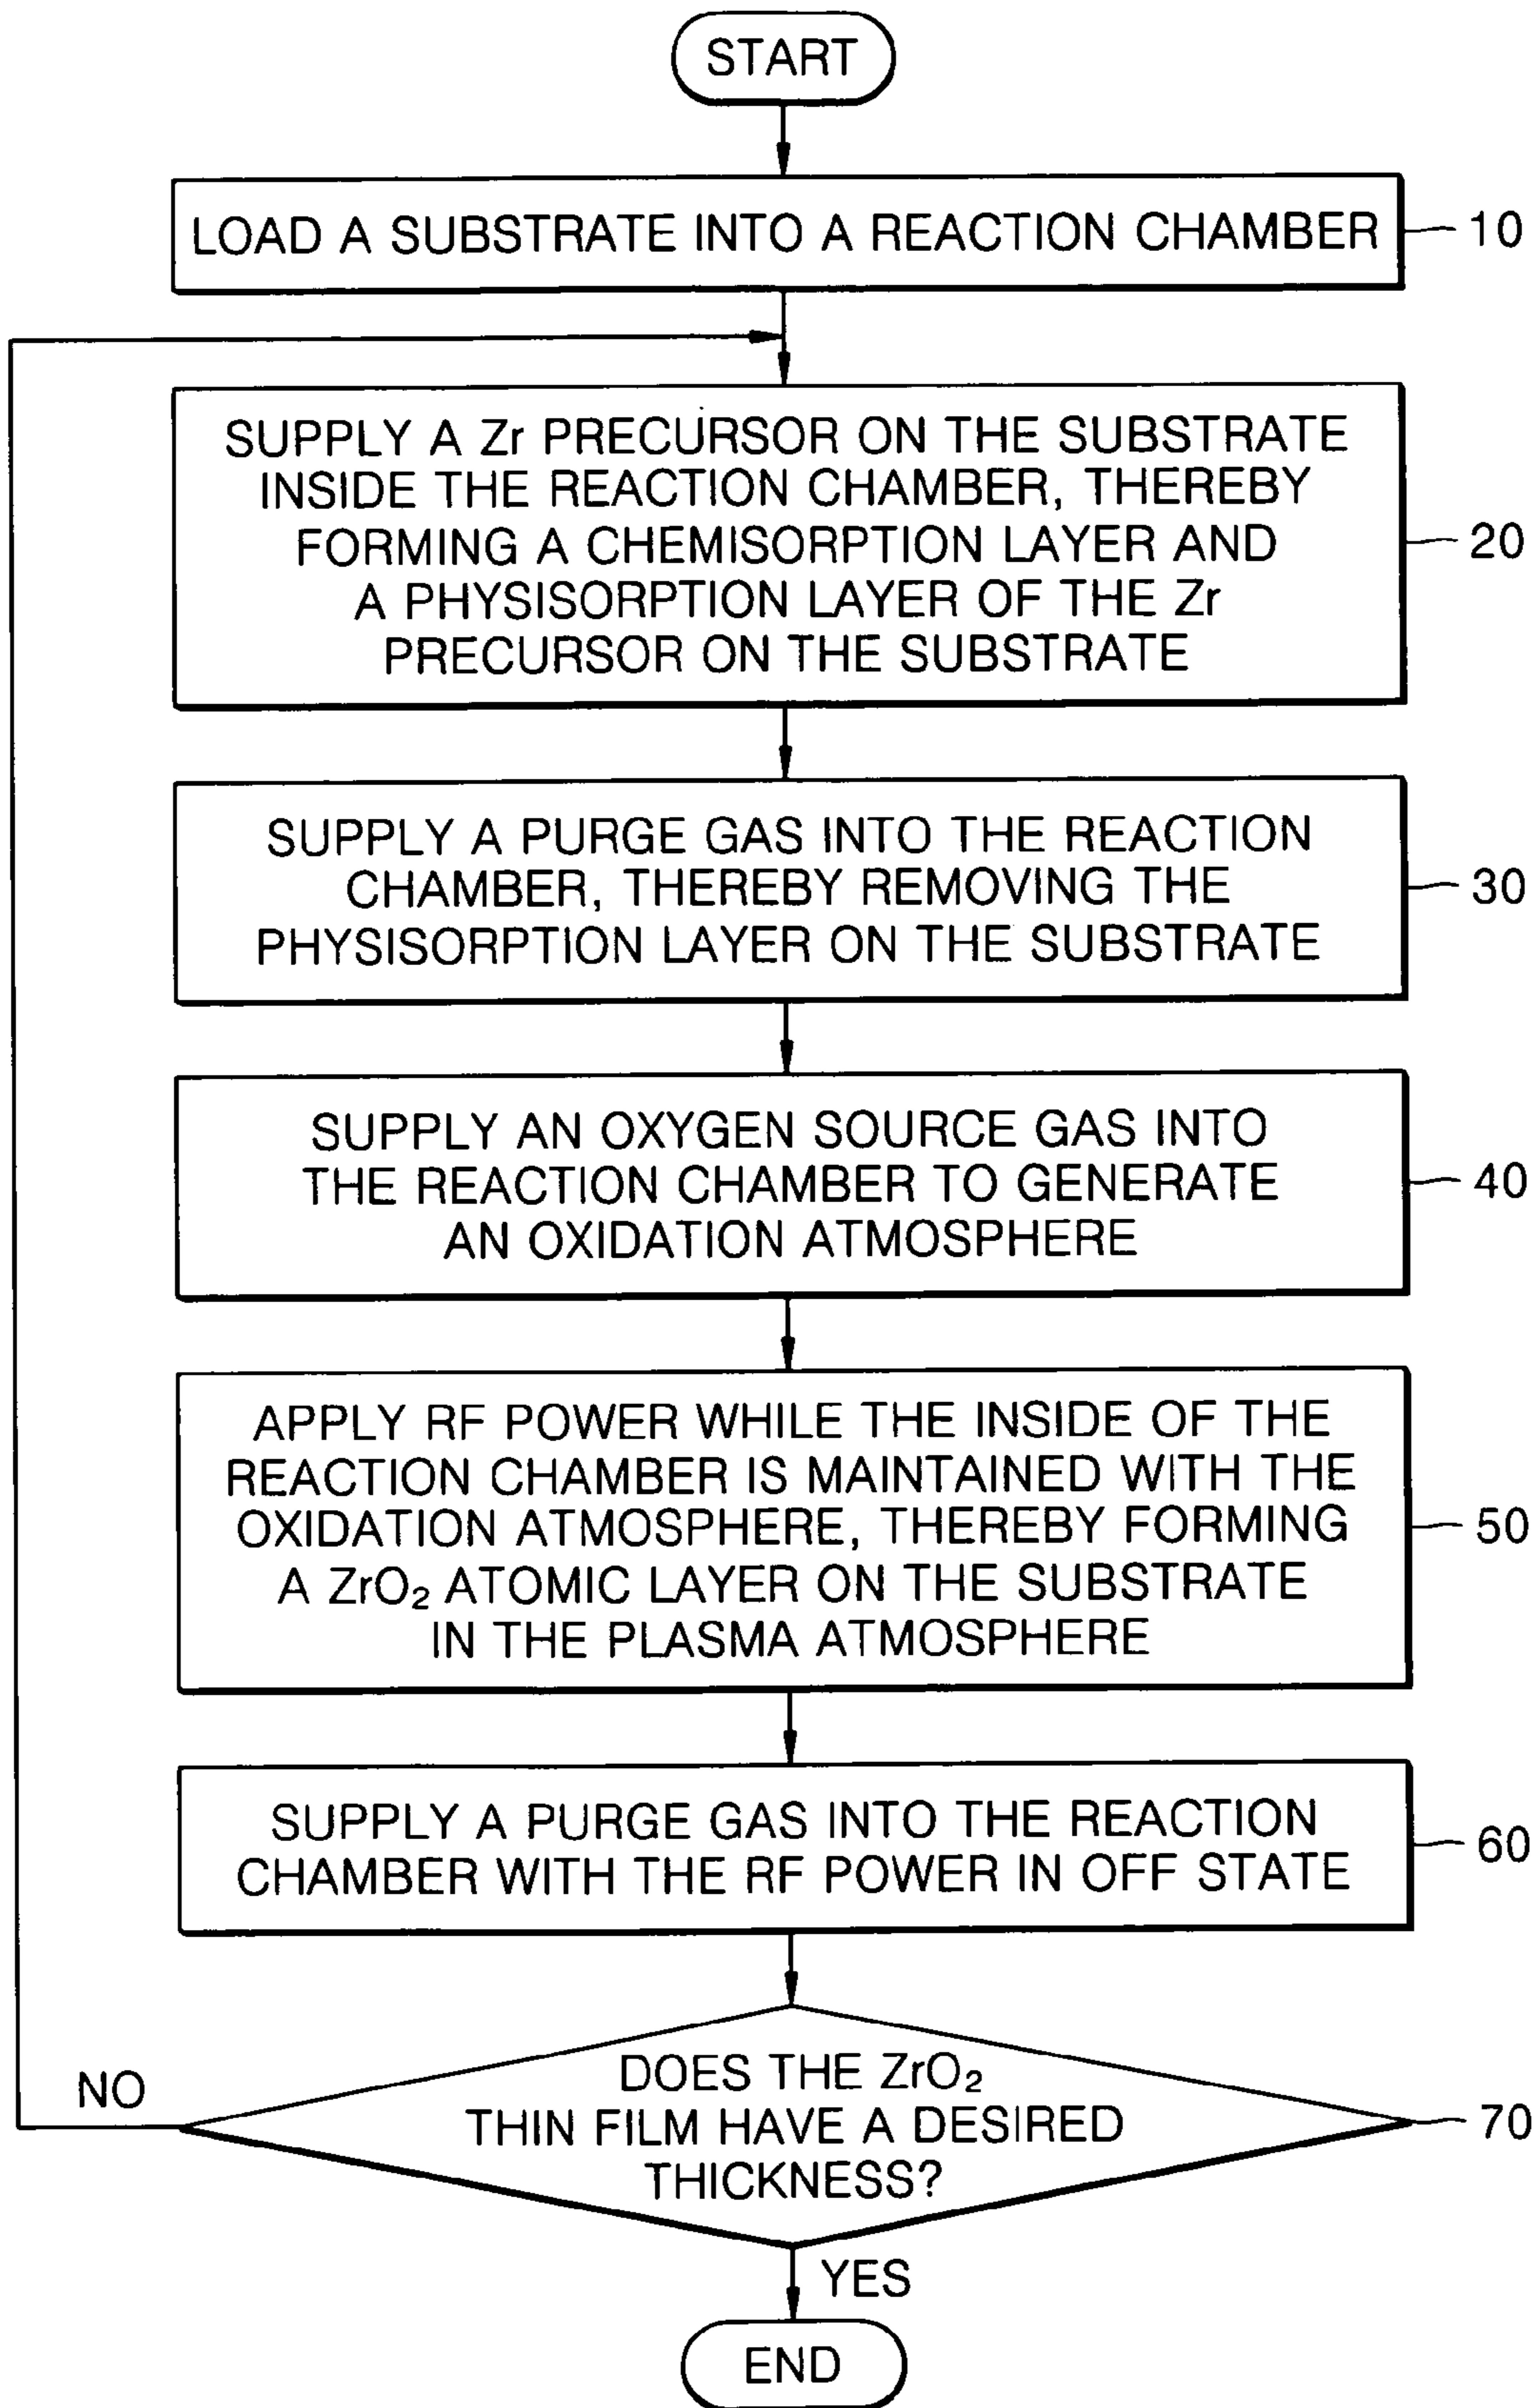 START
LOAD A SUBSTRATE INTO A REACTION CHAMBER
10
SUPPLY A Zr PRECURSOR ON THE SUBSTRATE
INSIDE THE REACTION CHAMBER, THEREBY
FORMING A CHEMISORPTION LAYER AND
A PHYSISORPTION LAYER OF THE Zr
PRECURSOR ON THE SUBSTRATE
20
SUPPLY A PURGE GAS INTO THE REACTION
CHAMBER, THEREBY REMOVING THE
PHYSISORPTION LAYER ON THE SUBSTRATE
30
SUPPLY AN OXYGEN SOURCE GAS INTO
THE REACTION CHAMBER TO GENERATE
AN OXIDATION ATMOSPHERE
40
APPLY RF POWER WHILE THE INSIDE OF THE
REACTION CHAMBER IS MAINTAINED WITH THE
OXIDATION ATMOSPHERE, THEREBY FORMING
A ZrO₂ ATOMIC LAYER ON THE SUBSTRATE
IN THE PLASMA ATMOSPHERE
50
SUPPLY A PURGE GAS INTO THE REACTION
CHAMBER WITH THE RF POWER IN OFF STATE
60
DOES THE ZrO₂
THIN FILM HAVE A DESIRED
THICKNESS?
70
NO
YES
END